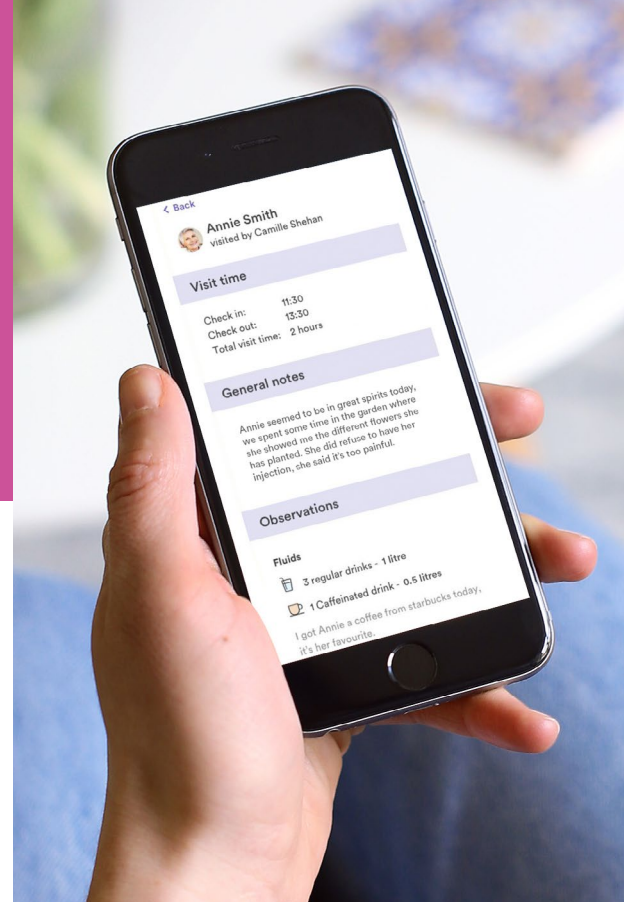 Back
Annie Smith
visited by Camille Shehan
Visit time
Check in: 11:30
Check out: 13:30
Total visit time: 2 hours
General notes
Annie seemed to be in great spirits today,
we spent some time in the garden where
she showed me the different flowers she
has planted. She did refuse to have her
injection, she said it's too painful.
Observations
Fluids
3 regular drinks - 1 litre
1 Caffeinated drink - 0.5 litres
I got Annie a coffee from starbucks today,
it's her favourite.